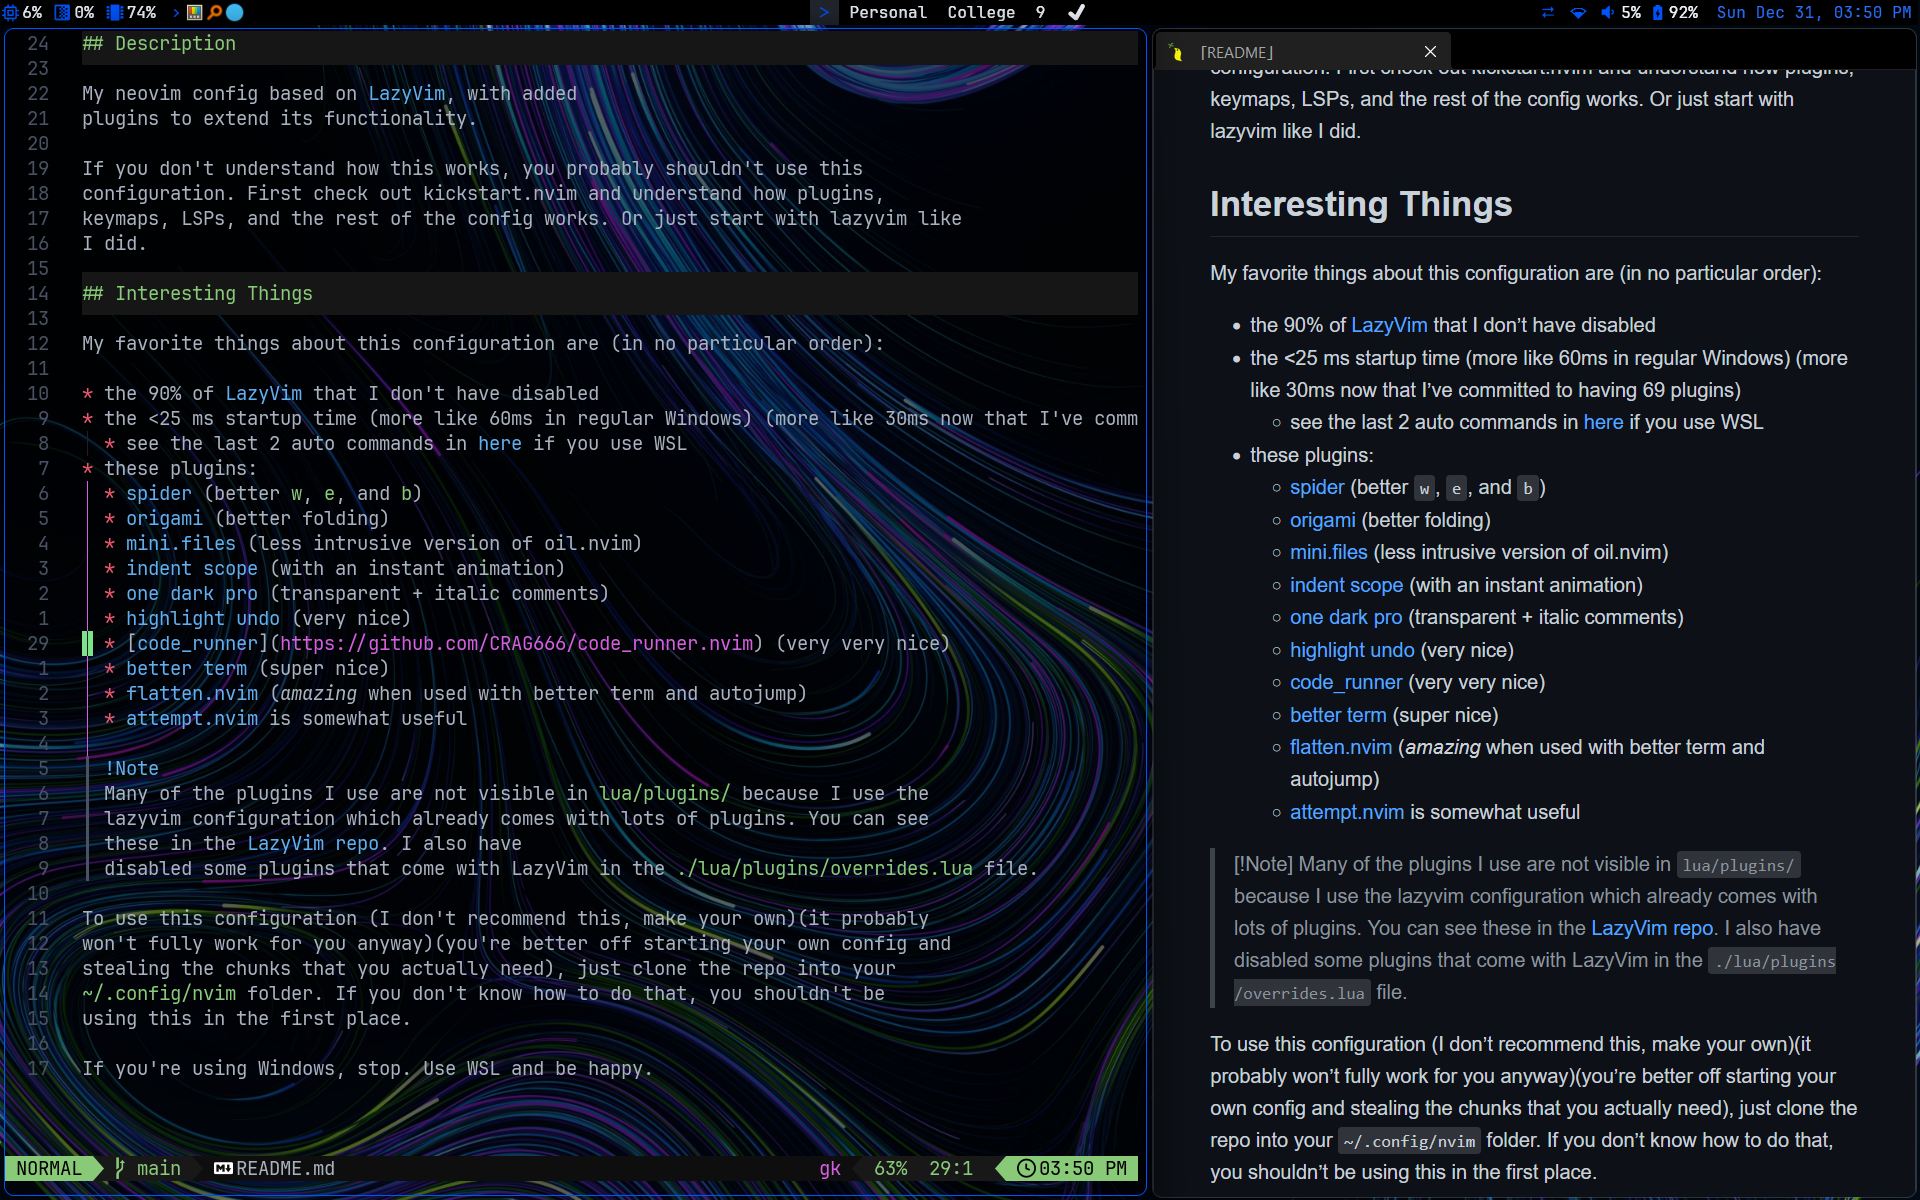 6% 0% 74%
> Personal College 9
5% 92% Sun Dec 31, 03:50 PM
24 ## Description
23
22 My neovim config based on LazyVim, with added
21 plugins to extend its functionality.
20
19 If you don't understand how this works, you probably shouldn't use this
18 configuration. First check out kickstart.nvim and understand how plugins,
17 keymaps, LSPs, and the rest of the config works. Or just start with lazyvim like
16 I did.
15
14 ## Interesting Things
13
12 My favorite things about this configuration are (in no particular order):
11
10 * the 90% of LazyVim that I don't have disabled
9 * the <25 ms startup time (more like 60ms in regular Windows) (more like 30ms now that I've comm
8 * see the last 2 auto commands in here if you use WSL
7 * these plugins:
6 * spider (better w, e, and b)
5 * origami (better folding)
4 * mini.files (less intrusive version of oil.nvim)
3 * indent scope (with an instant animation)
2 * one dark pro (transparent + italic comments)
1 * highlight undo (very nice)
29 * [code_runner](https://github.com/CRAG666/code_runner.nvim) (very very nice)
1 * better term (super nice)
2 * flatten.nvim (amazing when used with better term and autojump)
3 * attempt.nvim is somewhat useful
4
5 !Note
6 Many of the plugins I use are not visible in lua/plugins/ because I use the
7 lazyvim configuration which already comes with lots of plugins. You can see
8 these in the LazyVim repo. I also have
9 disabled some plugins that come with LazyVim in the ./lua/plugins/overrides.lua file.
10
11 To use this configuration (I don't recommend this, make your own)(it probably
12 won't fully work for you anyway)(you're better off starting your own config and
13 stealing the chunks that you actually need), just clone the repo into your
14 ~/.config/nvim folder. If you don't know how to do that, you shouldn't be
15 using this in the first place.
16
17 If you're using Windows, stop. Use WSL and be happy.
NORMAL main README.md gk 63% 29:1 03:50 PM
[README]
configuration. First check out kickstart.nvim and understand how plugins,
keymaps, LSPs, and the rest of the config works. Or just start with
lazyvim like I did.
Interesting Things
My favorite things about this configuration are (in no particular order):
• the 90% of LazyVim that I don’t have disabled
• the <25 ms startup time (more like 60ms in regular Windows) (more
like 30ms now that I’ve committed to having 69 plugins)
◦ see the last 2 auto commands in here if you use WSL
• these plugins:
◦ spider (better w, e, and b)
◦ origami (better folding)
◦ mini.files (less intrusive version of oil.nvim)
◦ indent scope (with an instant animation)
◦ one dark pro (transparent + italic comments)
◦ highlight undo (very nice)
◦ code_runner (very very nice)
◦ better term (super nice)
◦ flatten.nvim (amazing when used with better term and
autojump)
◦ attempt.nvim is somewhat useful
[!Note] Many of the plugins I use are not visible in lua/plugins/
because I use the lazyvim configuration which already comes with
lots of plugins. You can see these in the LazyVim repo. I also have
disabled some plugins that come with LazyVim in the ./lua/plugins
/overrides.lua file.
To use this configuration (I don’t recommend this, make your own)(it
probably won’t fully work for you anyway)(you’re better off starting your
own config and stealing the chunks that you actually need), just clone the
repo into your ~/.config/nvim folder. If you don’t know how to do that,
you shouldn’t be using this in the first place.